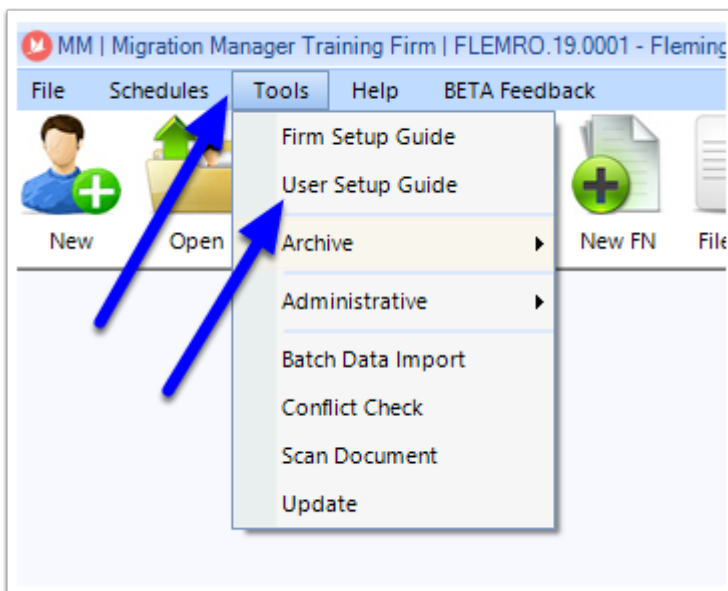 MM | Migration Manager Training Firm | FLEMRO.19.0001 - Fleming
File Schedules Tools Help BETA Feedback
New Open New FN File
Firm Setup Guide
User Setup Guide
Archive
Administrative
Batch Data Import
Conflict Check
Scan Document
Update